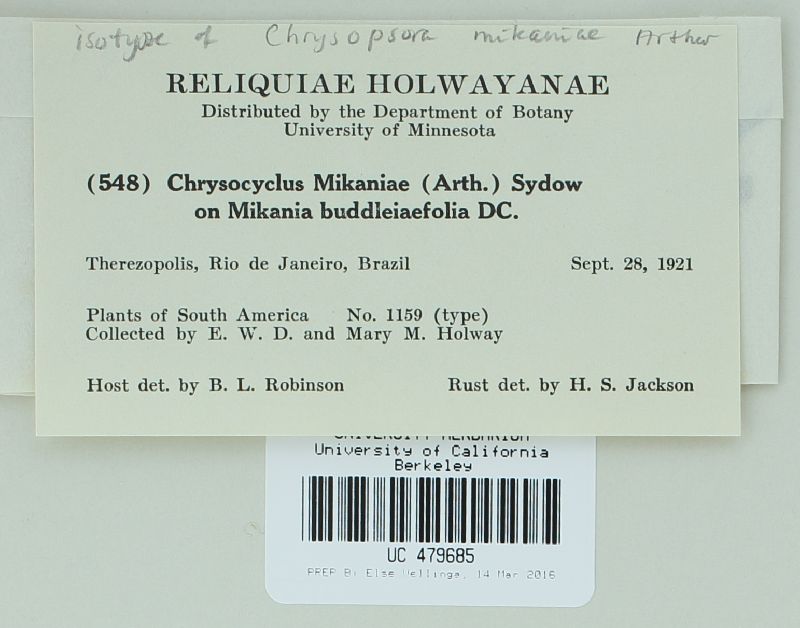 isotype of Chrysopsora mikaniae Arthur
RELIQUIAE HOLWAYANAE
Distributed by the Department of Botany
University of Minnesota
(548) Chrysocyclus Mikaniae (Arth.) Sydow
on Mikania buddleiaefolia DC.
Therezopolis, Rio de Janeiro, Brazil Sept. 28, 1921
Plants of South America No. 1159 (type)
Collected by E. W. D. and Mary M. Holway
Host det. by B. L. Robinson Rust det. by H. S. Jackson
UNIVERSITY HERBARIUM
University of California
Berkeley
UC 479685
PREP By Else Vellinga, 14 Mar 2016